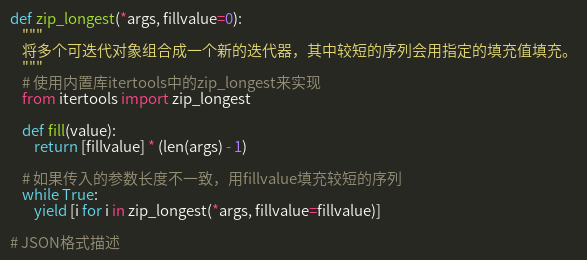 def zip_longest(*args, fillvalue=0):
"""
将多个可迭代对象组合成一个新的迭代器，其中较短的序列会用指定的填充值填充。
"""
# 使用内置库itertools中的zip_longest来实现
from itertools import zip_longest
def fill(value):
return [fillvalue] * (len(args) - 1)
# 如果传入的参数长度不一致，用fillvalue填充较短的序列
while True:
yield [i for i in zip_longest(*args, fillvalue=fillvalue)]
# JSON格式描述